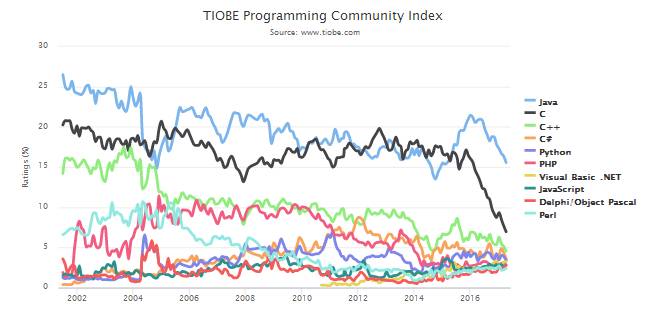 TIOBE Programming Community Index
Source: www.tiobe.com
30
25
20
15
10
5
0
Ratings (%)
2002
2004
2006
2008
2010
2012
2014
2016
Java
C
C++
C#
Python
PHP
Visual Basic .NET
JavaScript
Delphi/Object Pascal
Perl